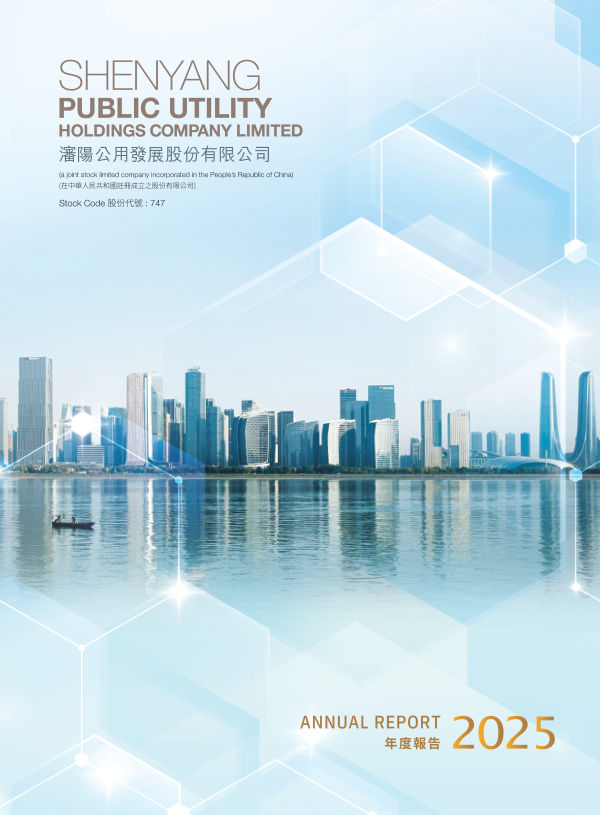 SHENYANG
PUBLIC UTILITY
HOLDINGS COMPANY LIMITED
瀋陽公用發展股份有限公司
(a joint stock limited company incorporated in the People's Republic of China)
(在中華人民共和國註冊成立之股份有限公司)
Stock Code 股份代號 : 747
ANNUAL REPORT
年度報告
2025